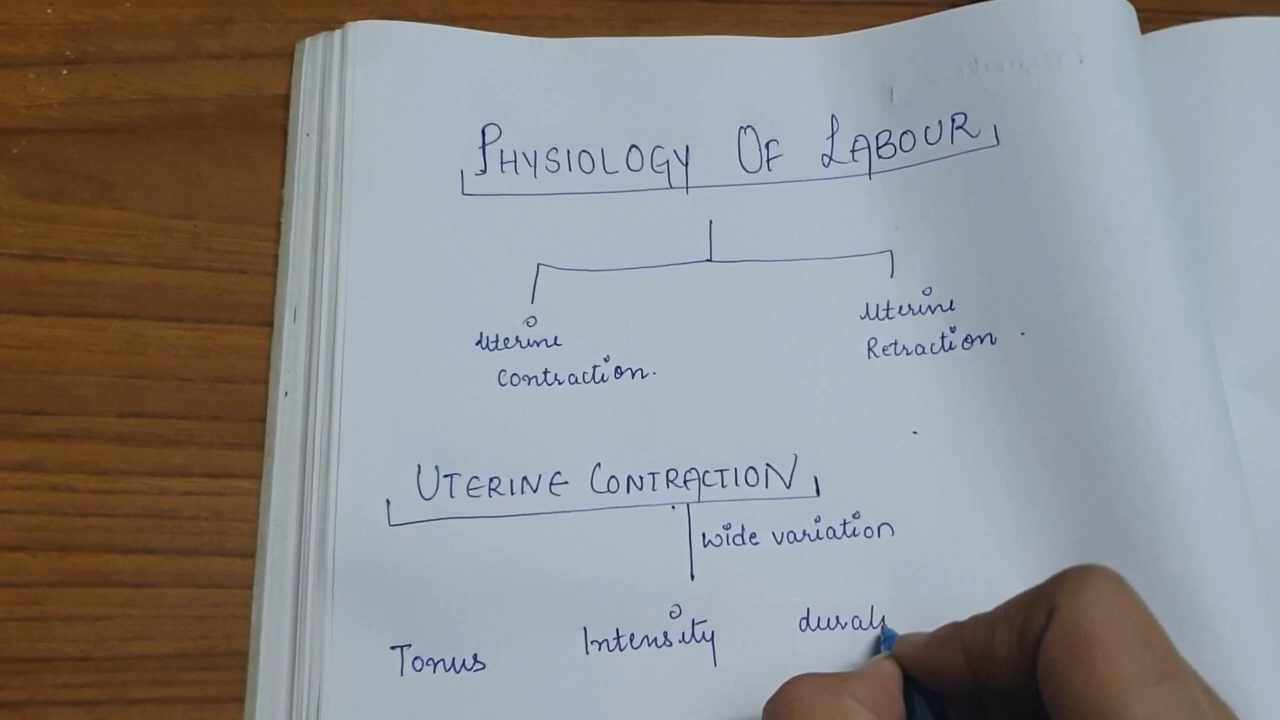 PHYSIOLOGY OF LABOUR
Uterine
contraction.
Uterine
Retraction.
UTERINE CONTRACTION
wide variation
Tonus Intensity